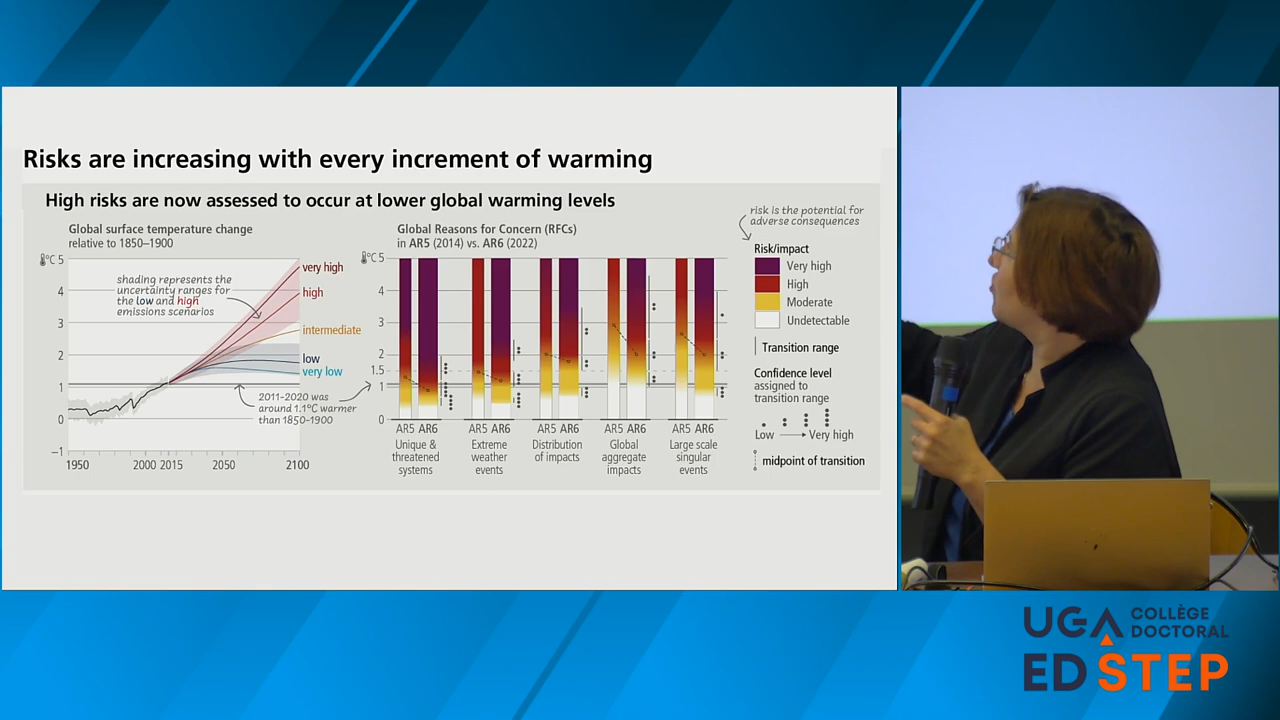 Risks are increasing with every increment of warming
High risks are now assessed to occur at lower global warming levels
Global surface temperature change
relative to 1850–1900
°C 5
4
3
2
1
0
−1
1950
2000 2015
2050
2100
shading represents the
uncertainty ranges for
the low and high
emissions scenarios
very high
high
intermediate
low
very low
2011–2020 was
around 1.1°C warmer
than 1850-1900
Global Reasons for Concern (RFCs)
in AR5 (2014) vs. AR6 (2022)
°C 5
4
3
2
1.5
1
0
AR5 AR6
Unique &
threatened
systems
AR5 AR6
Extreme
weather
events
AR5 AR6
Distribution
of impacts
AR5 AR6
Global
aggregate
impacts
AR5 AR6
Large scale
singular
events
risk is the potential for
adverse consequences
Risk/impact
Very high
High
Moderate
Undetectable
Transition range
Confidence level
assigned to
transition range
Low
Very high
midpoint of transition
UGA COLLÈGE
DOCTORAL
ED STEP